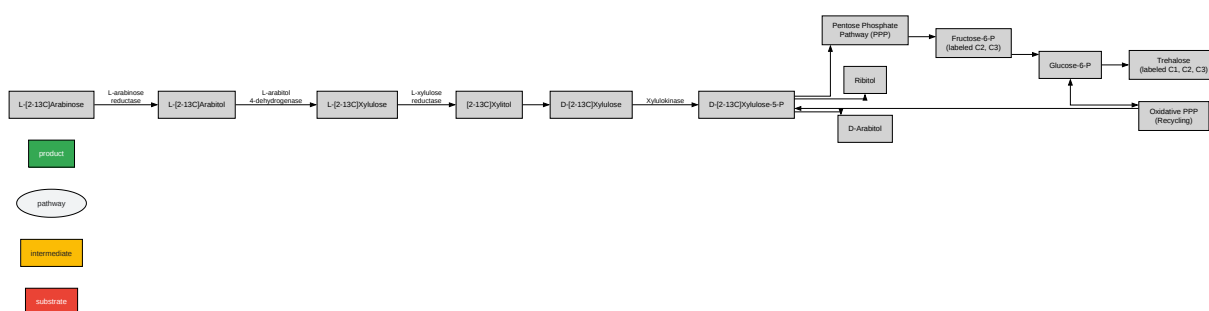 L-[2-13C]Arabinose
L-arabinose
reductase
L-[2-13C]Arabitol
L-arabitol
4-dehydrogenase
L-[2-13C]Xylulose
L-xylulose
reductase
[2-13C]Xylitol
D-[2-13C]Xylulose
Xylulokinase
D-[2-13C]Xylulose-5-P
Pentose Phosphate
Pathway (PPP)
Ribitol
D-Arabitol
Fructose-6-P
(labeled C2, C3)
Glucose-6-P
Trehalose
(labeled C1, C2, C3)
Oxidative PPP
(Recycling)
product
pathway
intermediate
substrate